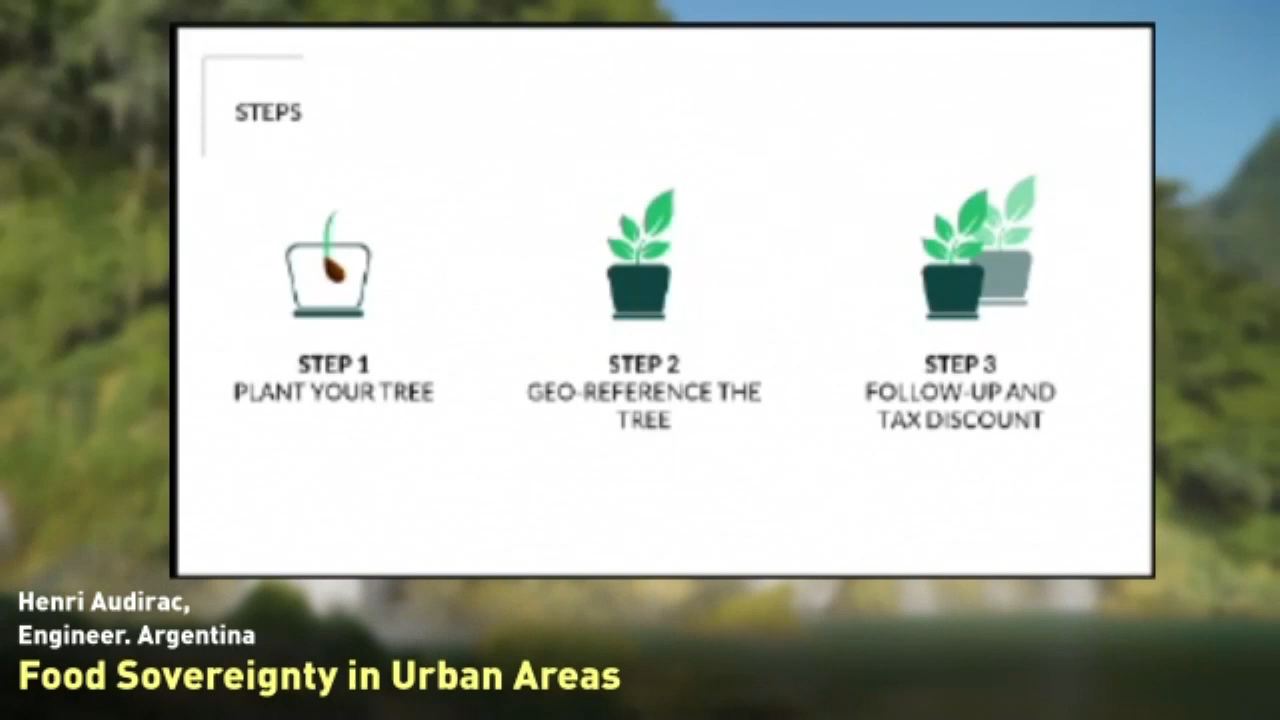 STEPS
STEP 1
PLANT YOUR TREE
STEP 2
GEO-REFERENCE THE
TREE
STEP 3
FOLLOW-UP AND
TAX DISCOUNT
Henri Audirac,
Engineer. Argentina
Food Sovereignty in Urban Areas